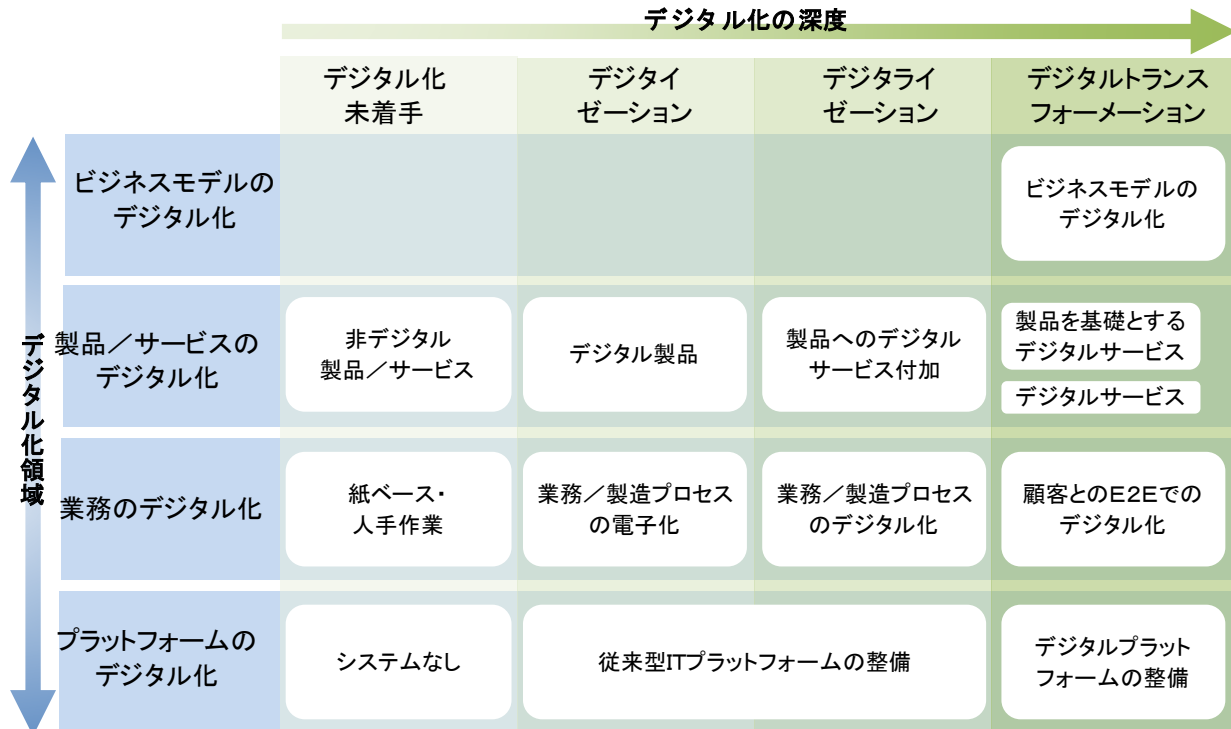 デジタル化の深度
デジタル化
未着手
デジタイ
ゼーション
デジタライ
ゼーション
デジタルトランス
フォーメーション
デジタル化領域
ビジネスモデルの
デジタル化
ビジネスモデルの
デジタル化
製品／サービスの
デジタル化
非デジタル
製品／サービス
デジタル製品
製品へのデジタル
サービス付加
製品を基礎とする
デジタルサービス
デジタルサービス
業務のデジタル化
紙ベース・
人手作業
業務／製造プロセス
の電子化
業務／製造プロセス
のデジタル化
顧客とのE2Eでの
デジタル化
プラットフォームの
デジタル化
システムなし
従来型ITプラットフォームの整備
デジタルプラット
フォームの整備